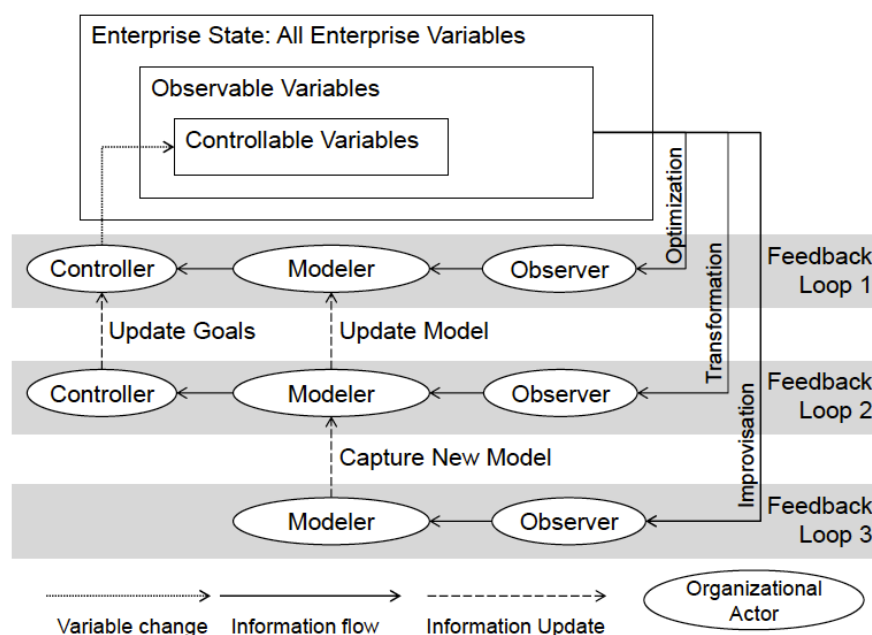 Enterprise State: All Enterprise Variables
Observable Variables
Controllable Variables
Optimization
Transformation
Improvisation
Controller
Modeler
Observer
Feedback
Loop 1
Update Goals
Update Model
Controller
Modeler
Observer
Feedback
Loop 2
Capture New Model
Modeler
Observer
Feedback
Loop 3
Variable change
Information flow
Information Update
Organizational
Actor